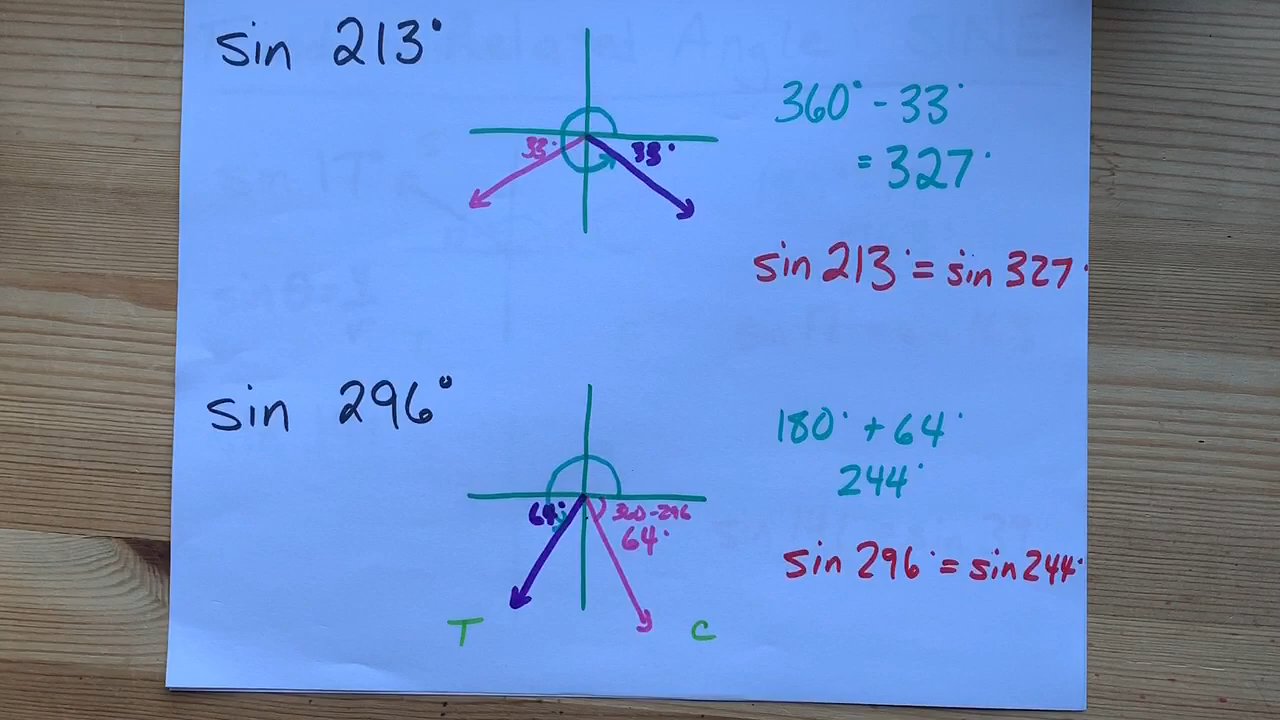 sin 213°
33°
33°
360° - 33°
= 327°
sin 213° = sin 327°
sin 296°
64°
360-296
64°
T
C
180° + 64°
244°
sin 296° = sin 244°